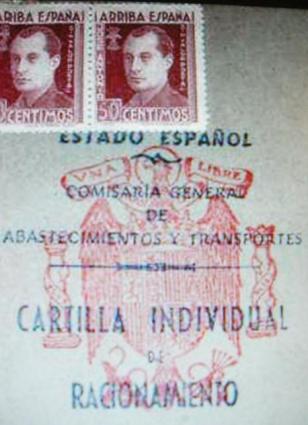 ARRIBA ESPAÑA!
¡ARRIBA ESPAÑA!
CENTIMOS
50 CENTIMOS
ESTADO ESPAÑOL
UNA LIBRE
COMISARÍA GENERAL
DE
ABASTECIMIENTOS Y TRANSPORTES
CARTILLA INDIVIDUAL
DE
RACIONAMIENTO